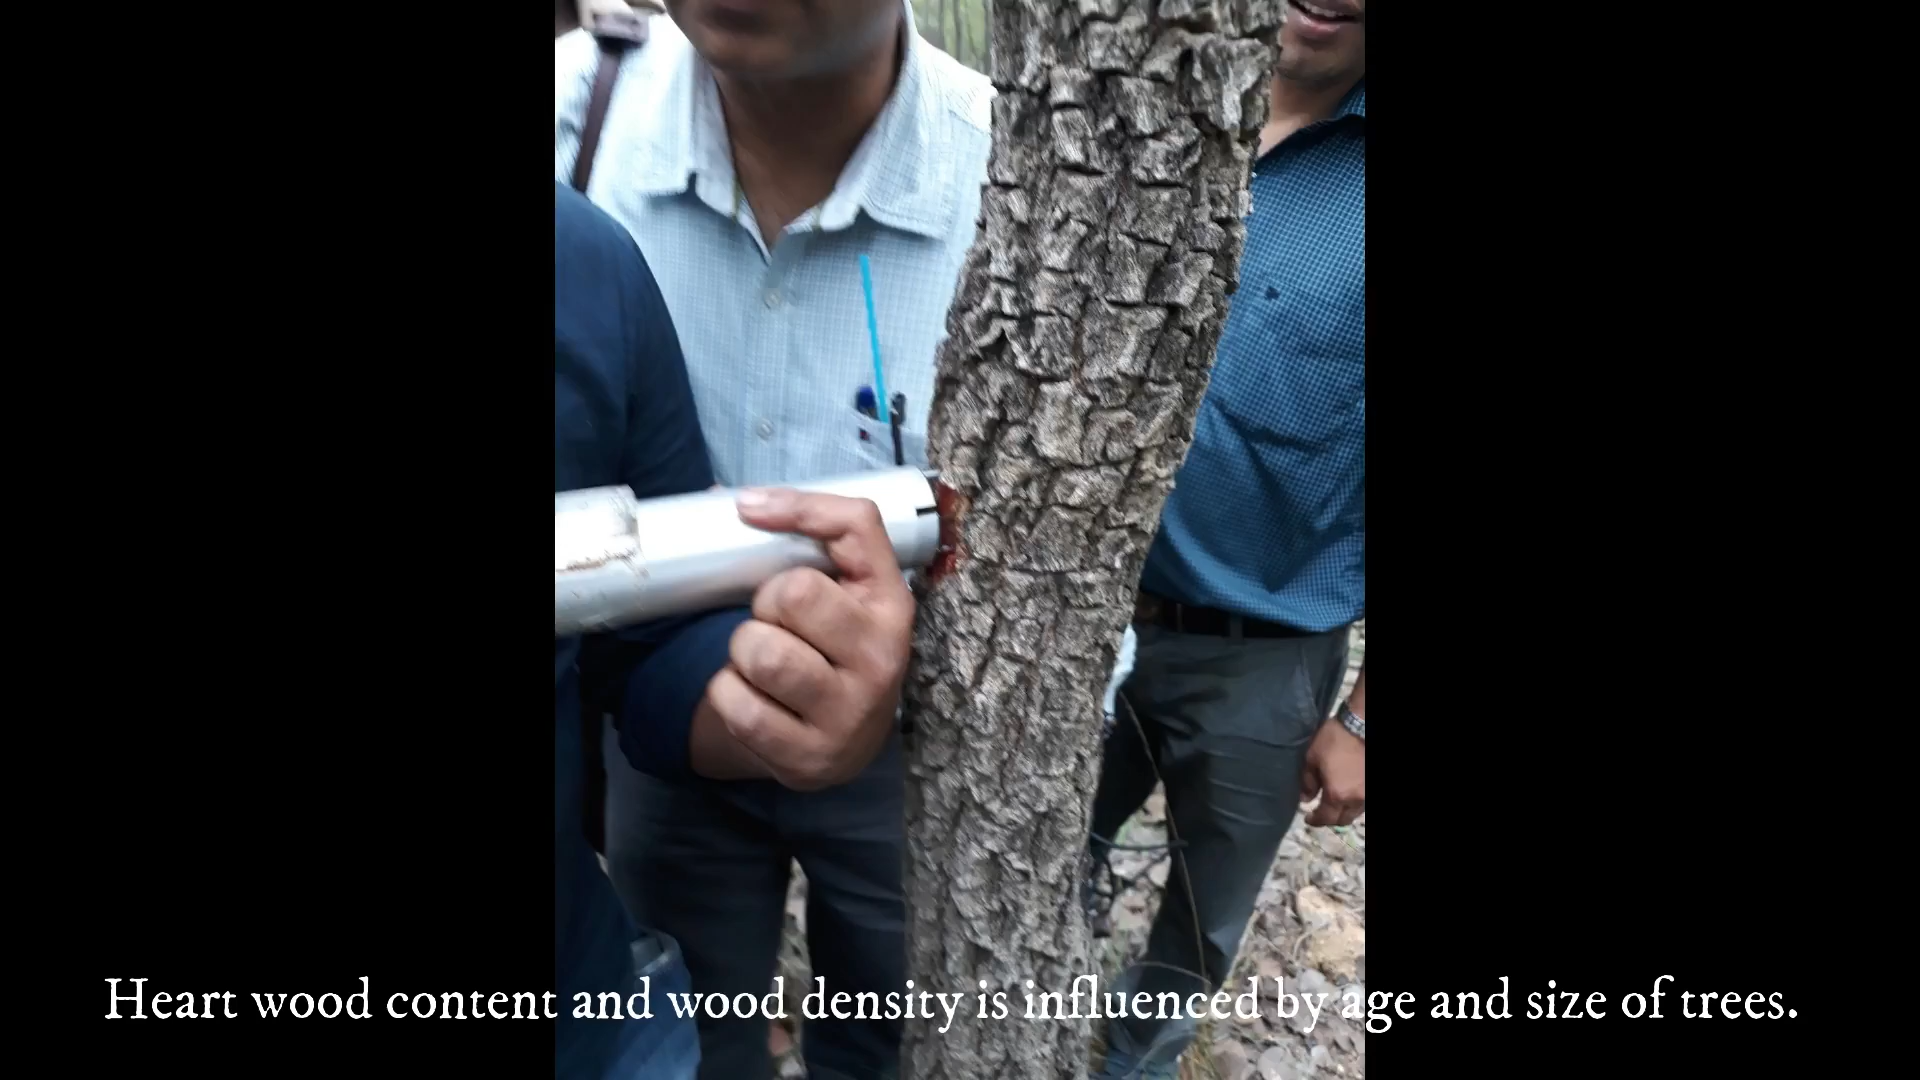 Heart wood content and wood density is influenced by age and size of trees.